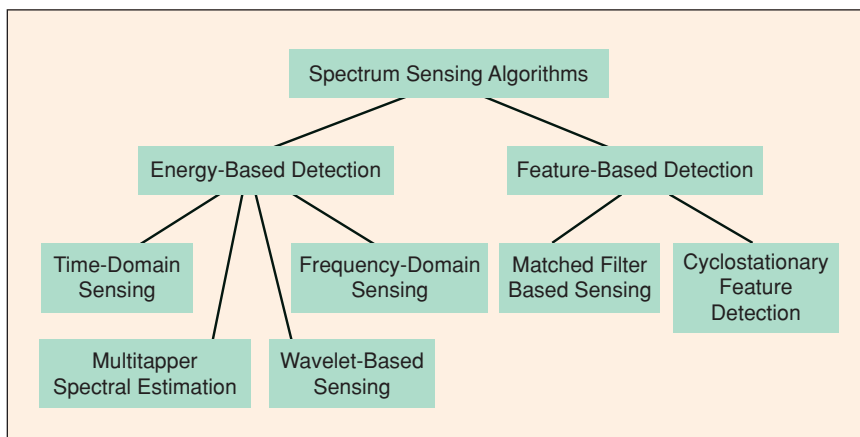 Spectrum Sensing Algorithms
Energy-Based Detection
Feature-Based Detection
Time-Domain
Sensing
Frequency-Domain
Sensing
Matched Filter
Based Sensing
Cyclostationary
Feature
Detection
Multitapper
Spectral Estimation
Wavelet-Based
Sensing